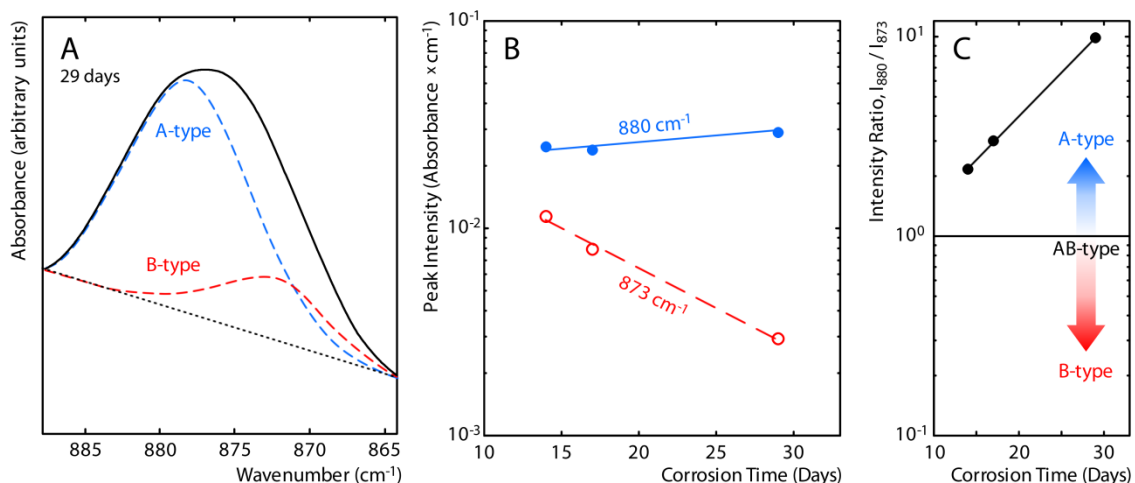 A
29 days
A-type
B-type
Absorbance (arbitrary units)
885 880 875 870 865
Wavenumber (cm⁻¹)
B
880 cm⁻¹
873 cm⁻¹
Peak Intensity (Absorbance × cm⁻¹)
10⁻¹
10⁻²
10⁻³
10 15 20 25 30
Corrosion Time (Days)
C
A-type
AB-type
B-type
Intensity Ratio, I₈₈₀ / I₈₇₃
10¹
10⁰
10⁻¹
10 20 30
Corrosion Time (Days)